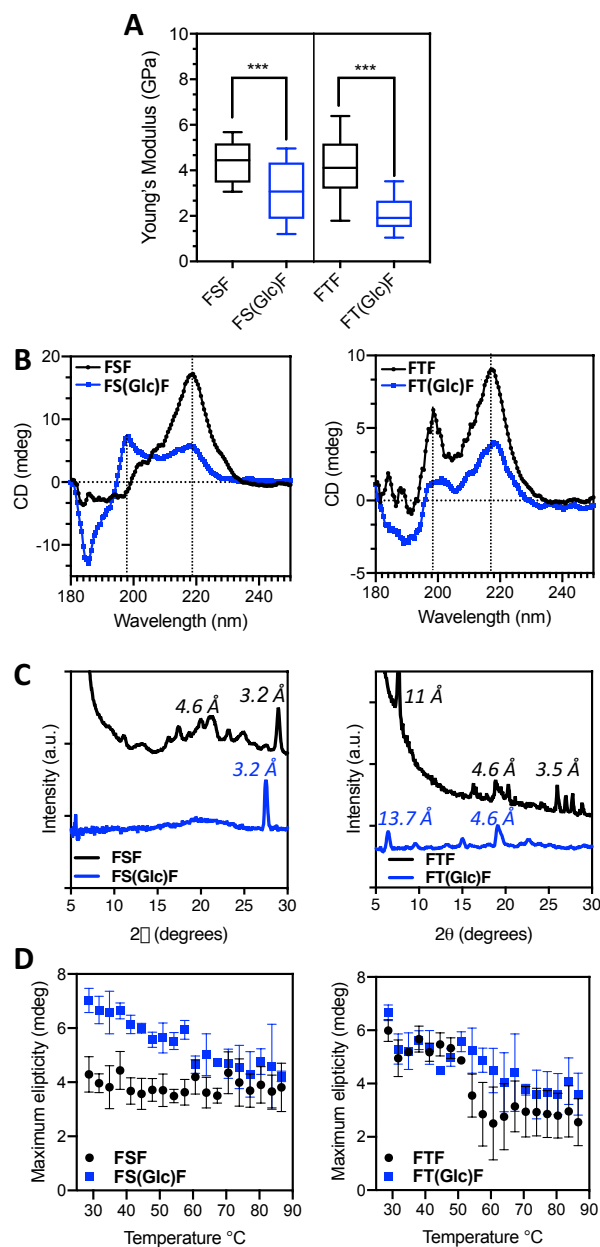 A
Young's Modulus (GPa)
10
8
6
4
2
0
***
***
FSF
FS(Glc)F
FTF
FT(Glc)F
B
CD (mdeg)
20
10
0
-10
FSF
FS(Glc)F
180 200 220 240
Wavelength (nm)
CD (mdeg)
10
5
0
-5
FTF
FT(Glc)F
180 200 220 240
Wavelength (nm)
C
Intensity (a.u.)
4.6 Å
3.2 Å
3.2 Å
FSF
FS(Glc)F
5 10 15 20 25 30
2▯ (degrees)
Intensity (a.u.)
11 Å
4.6 Å
3.5 Å
13.7 Å
4.6 Å
FTF
FT(Glc)F
5 10 15 20 25 30
2θ (degrees)
D
Maximum elipticity (mdeg)
8
6
4
2
0
FSF
FS(Glc)F
30 40 50 60 70 80 90
Temperature °C
Maximum elipticity (mdeg)
8
6
4
2
0
FTF
FT(Glc)F
30 40 50 60 70 80 90
Temperature °C